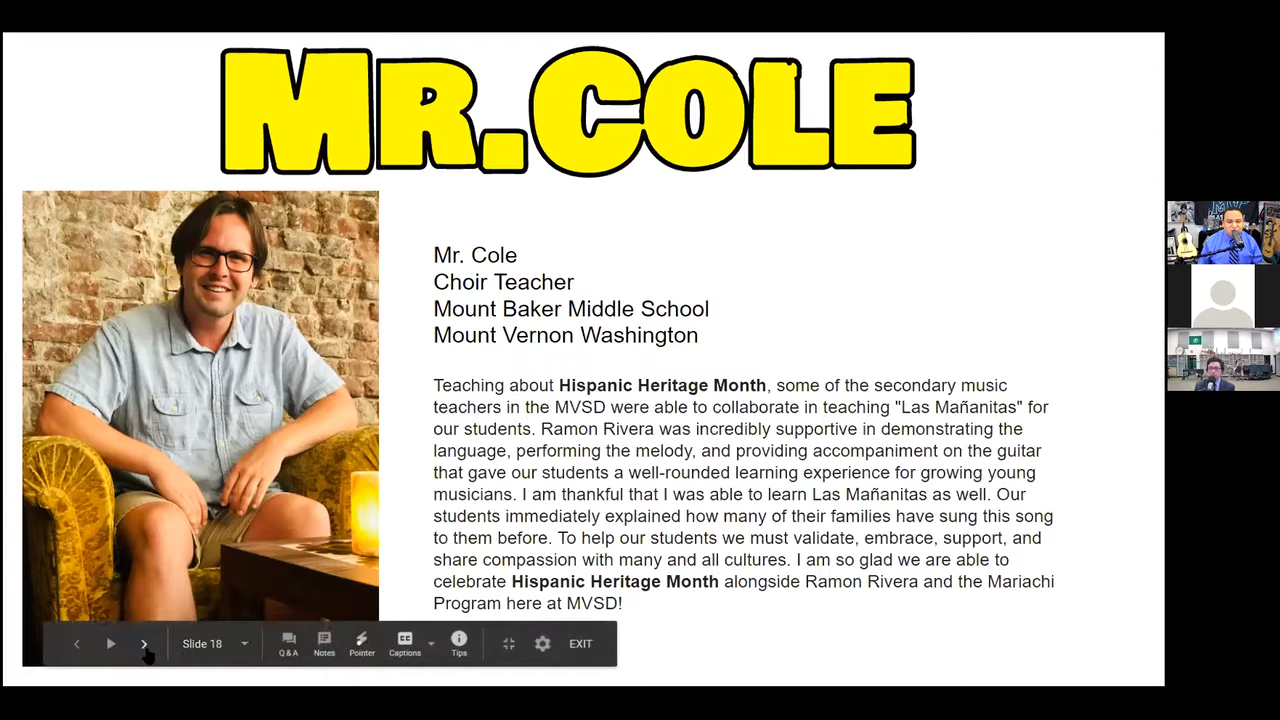 MR.COLE
Mr. Cole
Choir Teacher
Mount Baker Middle School
Mount Vernon Washington
Teaching about Hispanic Heritage Month, some of the secondary music
teachers in the MVSD were able to collaborate in teaching "Las Mañanitas" for
our students. Ramon Rivera was incredibly supportive in demonstrating the
language, performing the melody, and providing accompaniment on the guitar
that gave our students a well-rounded learning experience for growing young
musicians. I am thankful that I was able to learn Las Mañanitas as well. Our
students immediately explained how many of their families have sung this song
to them before. To help our students we must validate, embrace, support, and
share compassion with many and all cultures. I am so glad we are able to
celebrate Hispanic Heritage Month alongside Ramon Rivera and the Mariachi
Program here at MVSD!
Slide 18
Q&A
Notes
Pointer
CC
Captions
Tips
EXIT